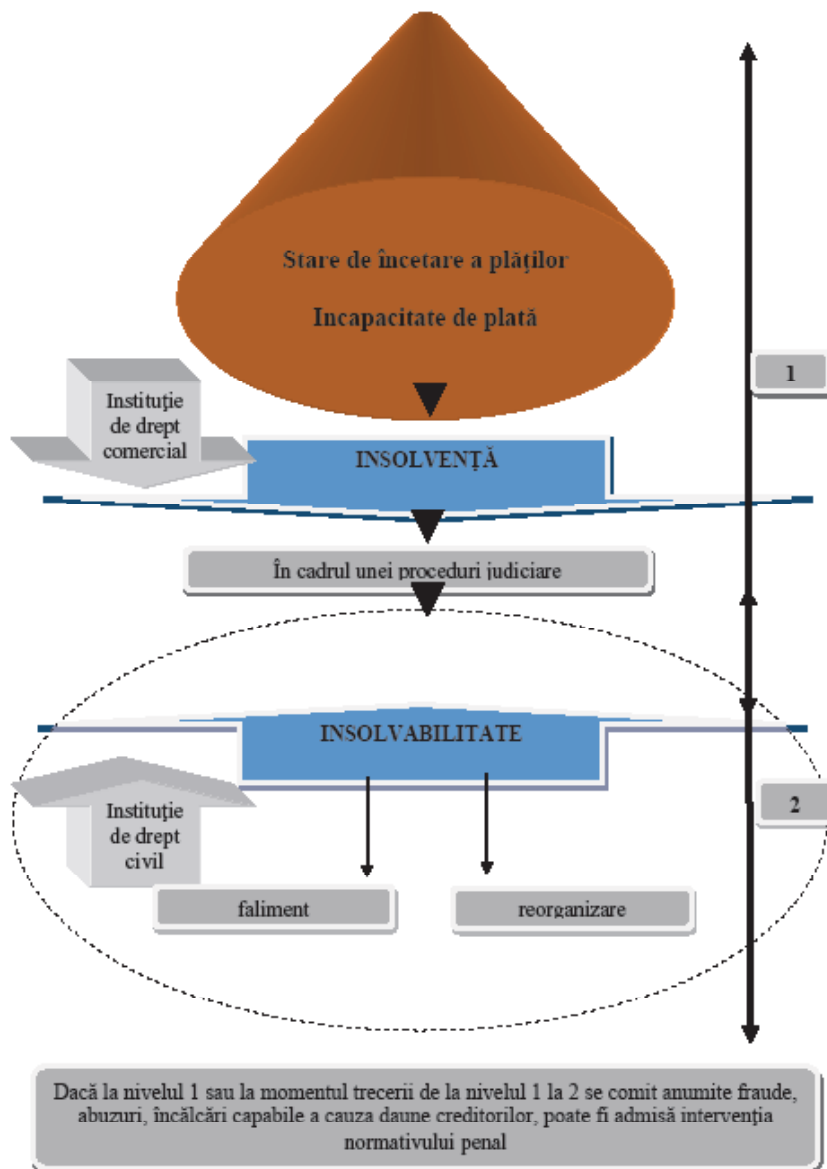 Stare de încetare a plăţilor
Incapacitate de plată
1
Instituţie
de drept
comercial
INSOLVENŢĂ
În cadrul unei proceduri judiciare
INSOLVABILITATE
Instituţie
de drept
civil
2
faliment
reorganizare
Dacă la nivelul 1 sau la momentul trecerii de la nivelul 1 la 2 se comit anumite fraude,
abuzuri, încălcări capabile a cauza daune creditorilor, poate fi admisă intervenţia
normativului penal